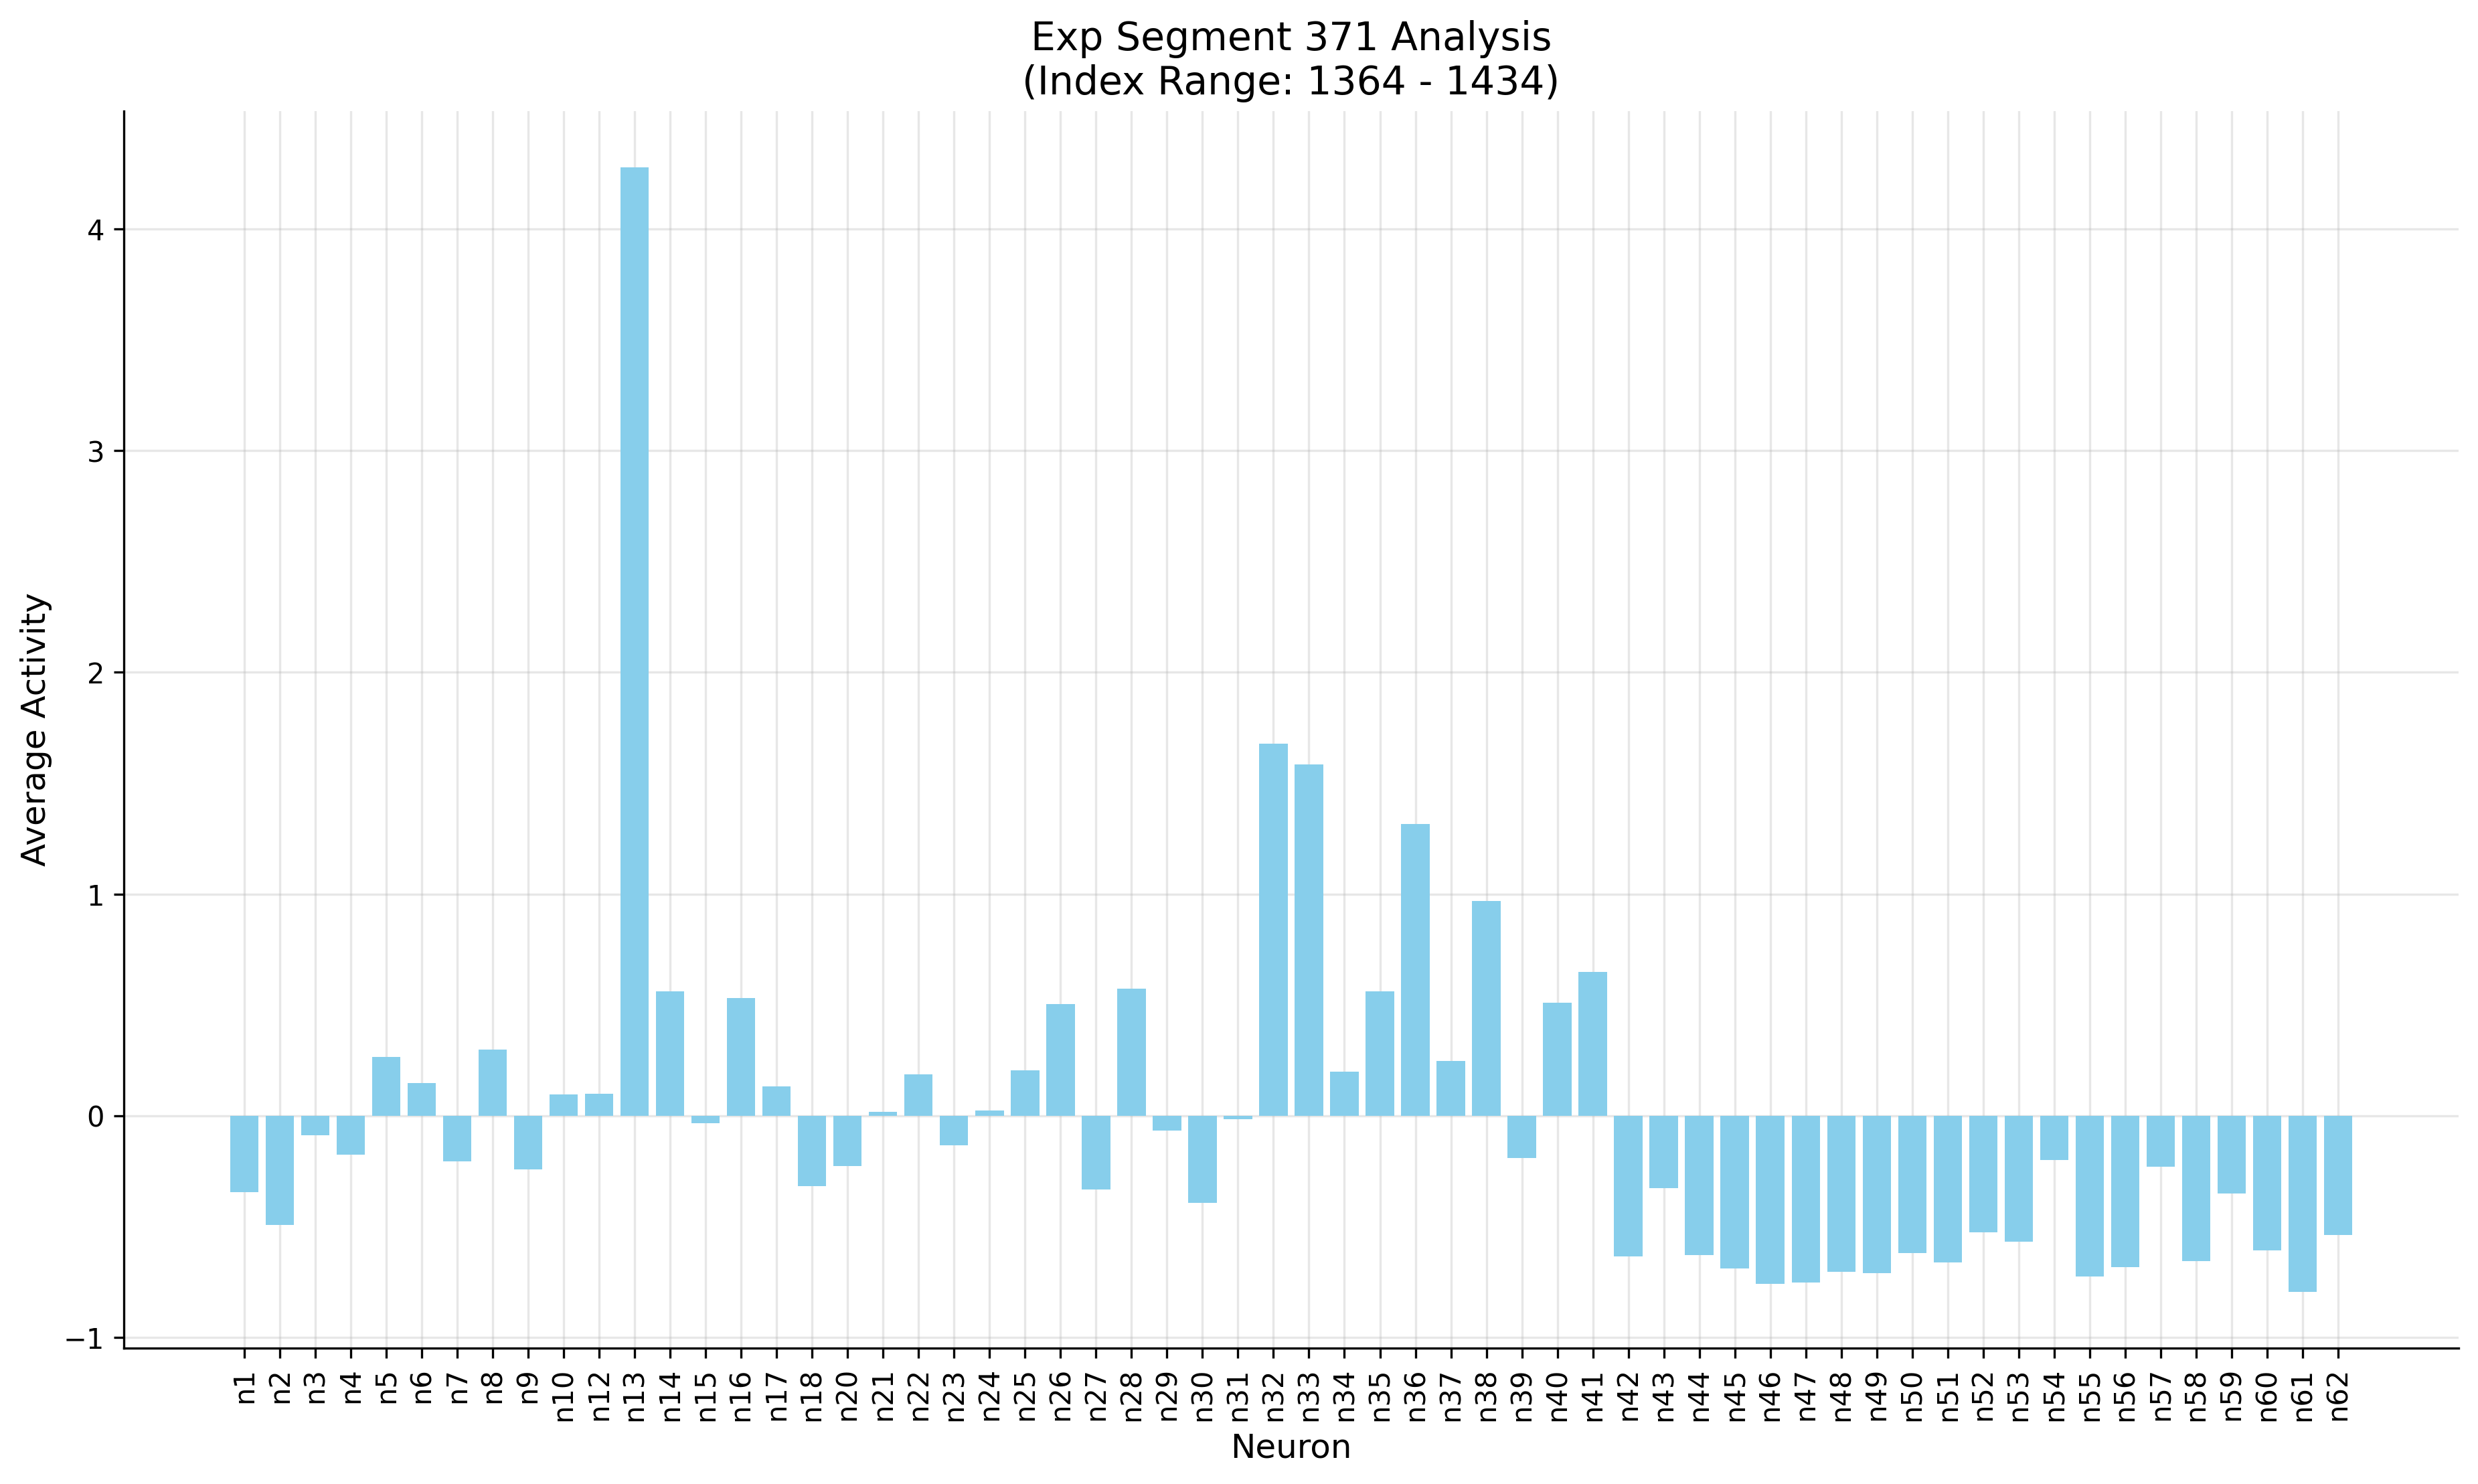 Exp Segment 371 Analysis
(Index Range: 1364 - 1434)
Average Activity
4
3
2
1
0
−1
n1 n2 n3 n4 n5 n6 n7 n8 n9 n10 n12 n13 n14 n15 n16 n17 n18 n20 n21 n22 n23 n24 n25 n26 n27 n28 n29 n30 n31 n32 n33 n34 n35 n36 n37 n38 n39 n40 n41 n42 n43 n44 n45 n46 n47 n48 n49 n50 n51 n52 n53 n54 n55 n56 n57 n58 n59 n60 n61 n62
Neuron